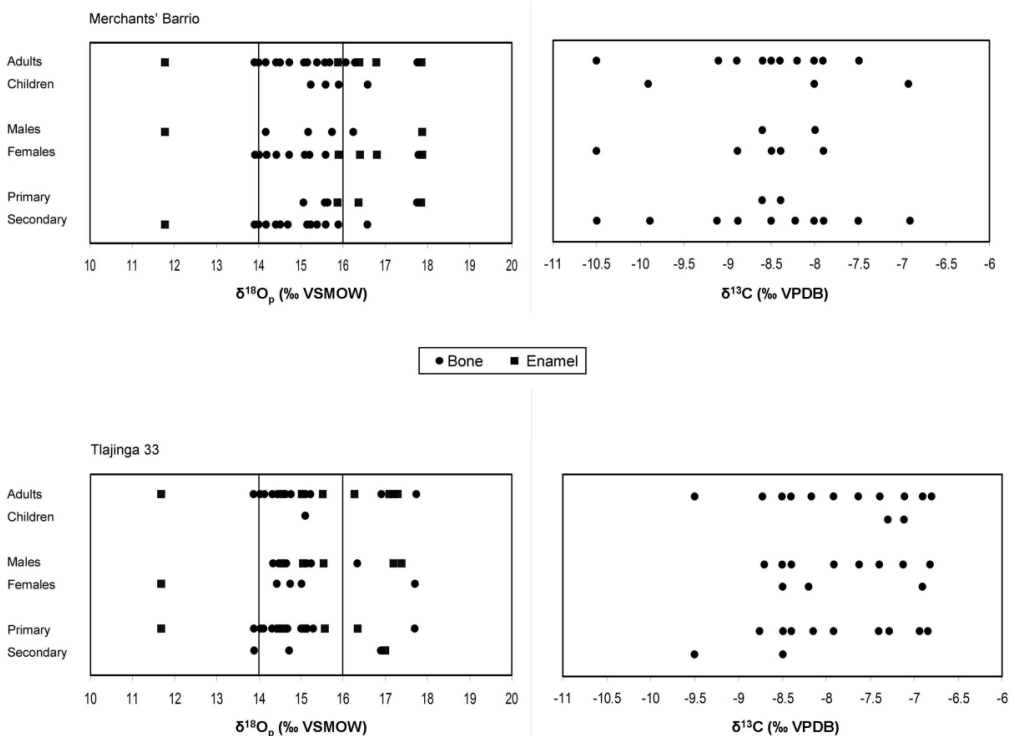 Merchants' Barrio
Adults
Children
Males
Females
Primary
Secondary
10 11 12 13 14 15 16 17 18 19 20
δ¹⁸Oₚ (‰ VSMOW)
-11 -10.5 -10 -9.5 -9 -8.5 -8 -7.5 -7 -6.5 -6
δ¹³C (‰ VPDB)
Bone Enamel
Tlajinga 33
Adults
Children
Males
Females
Primary
Secondary
10 11 12 13 14 15 16 17 18 19 20
δ¹⁸Oₚ (‰ VSMOW)
-11 -10 -9.5 -9 -8.5 -8 -7.5 -7 -6.5 -6
δ¹³C (‰ VPDB)